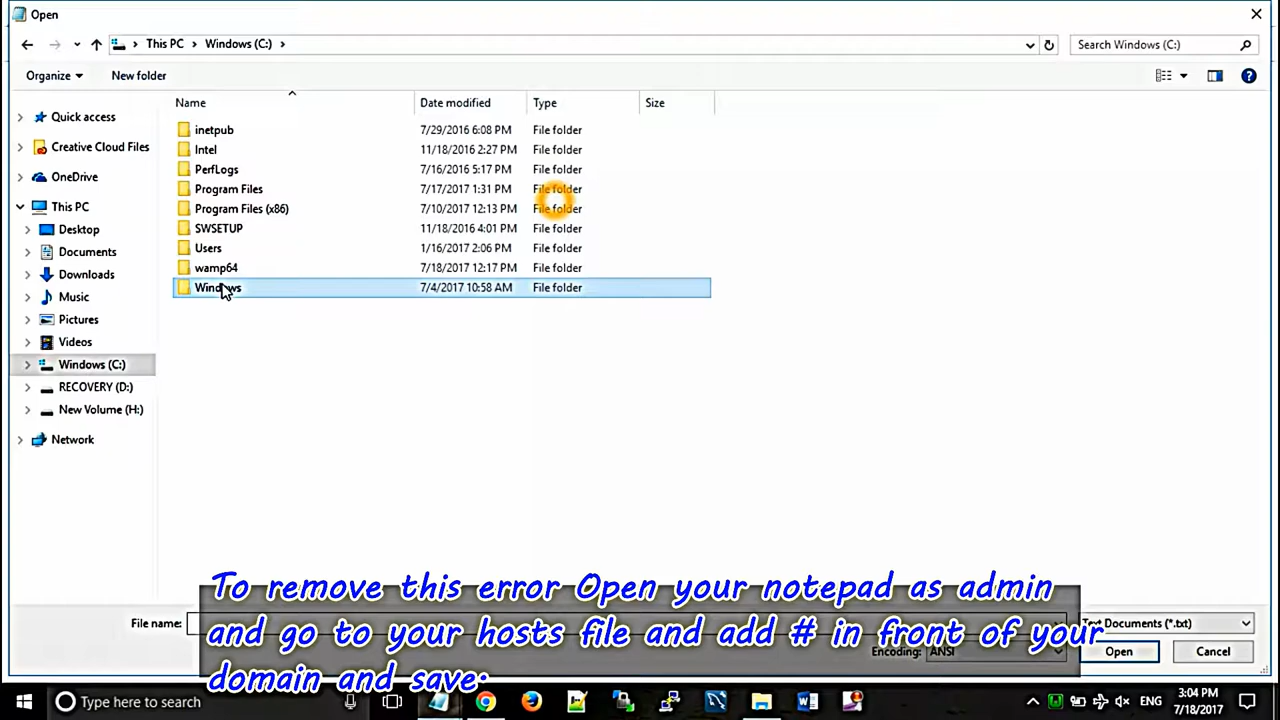 Open
This PC
Windows (C:)
Search Windows (C:)
Organize
New folder
Name
Date modified
Type
Size
Quick access
Creative Cloud Files
OneDrive
This PC
Desktop
Documents
Downloads
Music
Pictures
Videos
Windows (C:)
RECOVERY (D:)
New Volume (H:)
Network
inetpub 7/29/2016 6:08 PM File folder
Intel 11/18/2016 2:27 PM File folder
PerfLogs 7/16/2016 5:17 PM File folder
Program Files 7/17/2017 1:31 PM File folder
Program Files (x86) 7/10/2017 12:13 PM File folder
SWSETUP 11/18/2016 4:01 PM File folder
Users 1/16/2017 2:06 PM File folder
wamp64 7/18/2017 12:17 PM File folder
Windows 7/4/2017 10:58 AM File folder
To remove this error Open your notepad as admin
and go to your hosts file and add # in front of your
domain and save.
File name:
Text Documents (*.txt)
Encoding: ANSI
Open
Cancel
Type here to search
ENG
3:04 PM
7/18/2017